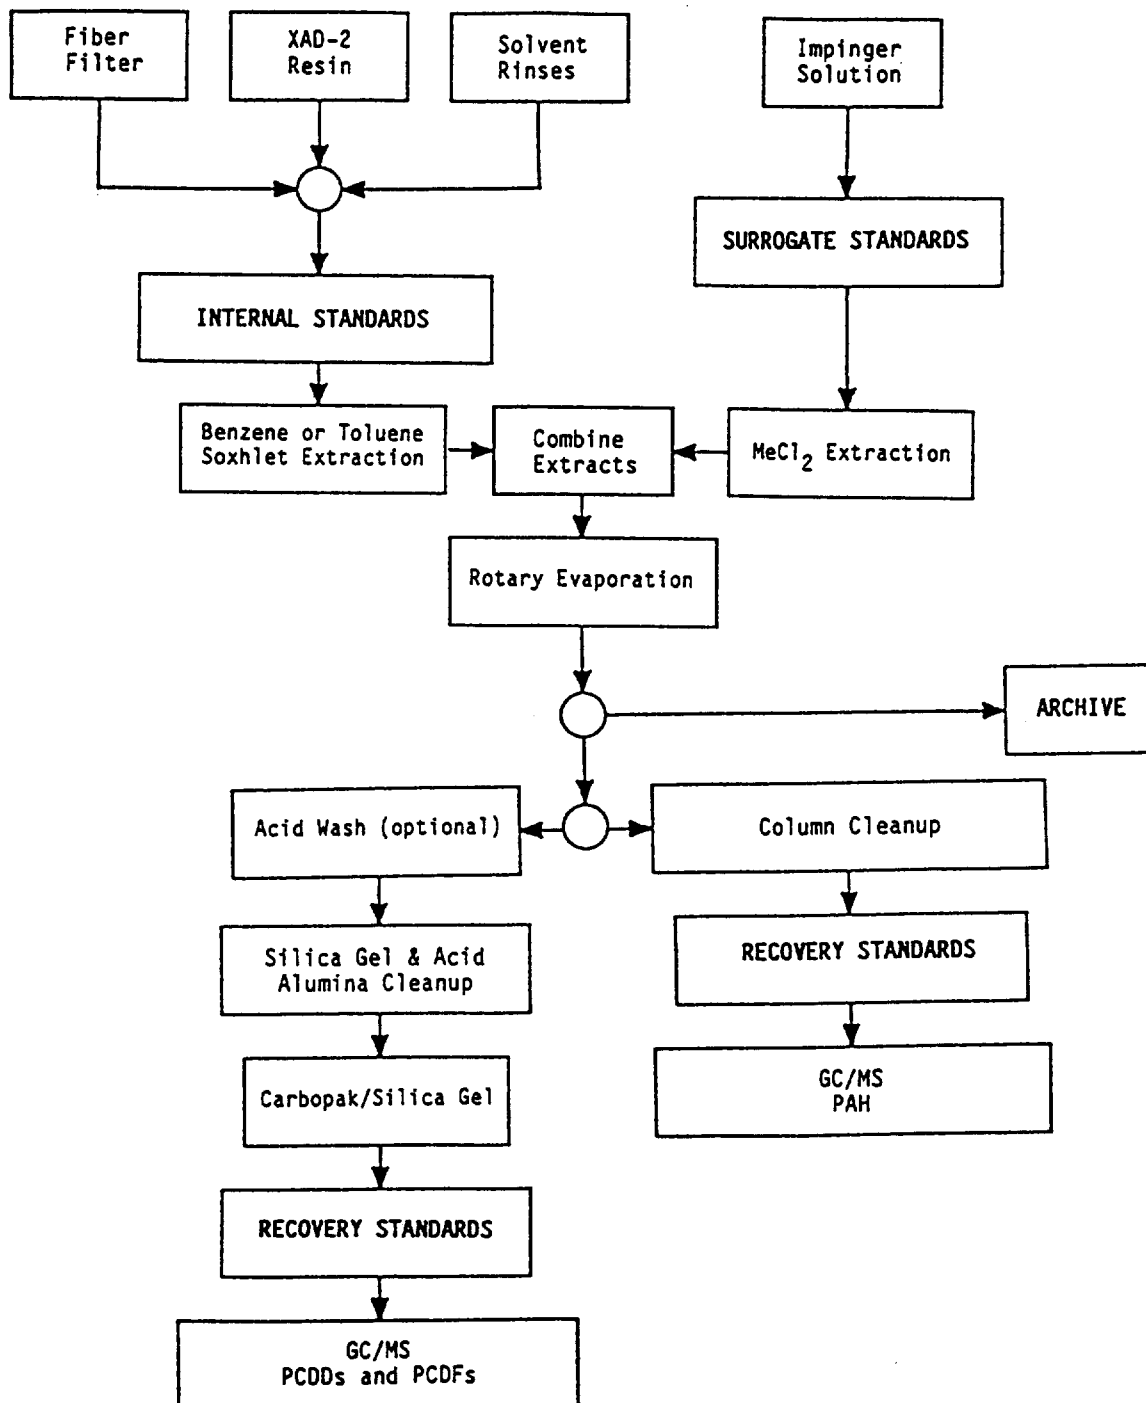 Fiber
Filter
XAD-2
Resin
Solvent
Rinses
Impinger
Solution
SURROGATE STANDARDS
INTERNAL STANDARDS
Benzene or Toluene
Soxhlet Extraction
Combine
Extracts
MeCl2 Extraction
Rotary Evaporation
ARCHIVE
Acid Wash (optional)
Column Cleanup
Silica Gel & Acid
Alumina Cleanup
RECOVERY STANDARDS
Carbopak/Silica Gel
GC/MS
PAH
RECOVERY STANDARDS
GC/MS
PCDDs and PCDFs